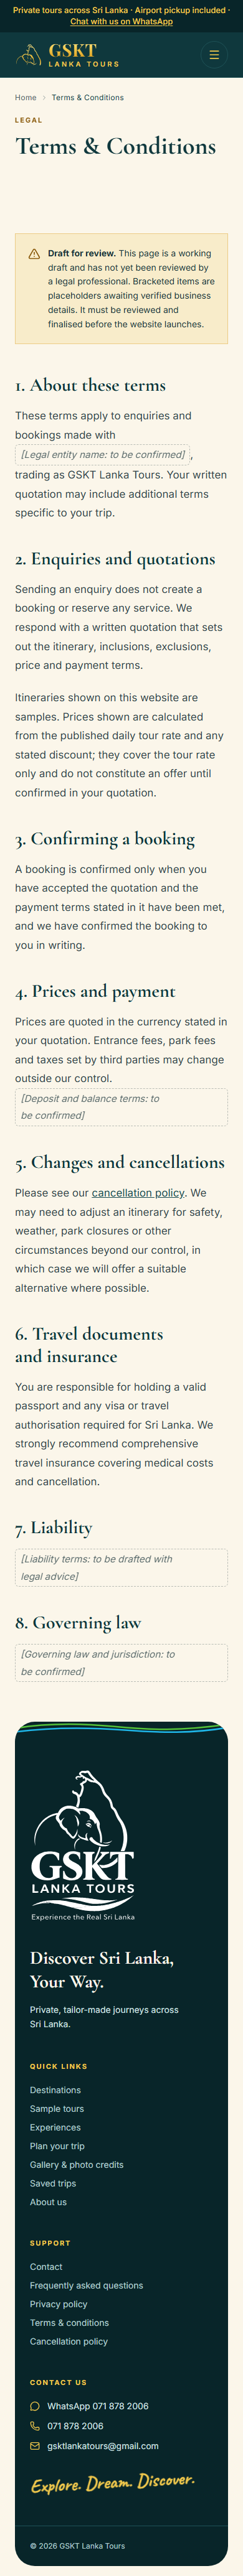 Private tours across Sri Lanka · Airport pickup included ·
Chat with us on WhatsApp
GSKT
LANKA TOURS
Home › Terms & Conditions
LEGAL
Terms & Conditions
Draft for review. This page is a working
draft and has not yet been reviewed by
a legal professional. Bracketed items are
placeholders awaiting verified business
details. It must be reviewed and
finalised before the website launches.
1. About these terms
These terms apply to enquiries and
bookings made with
[Legal entity name: to be confirmed] ,
trading as GSKT Lanka Tours. Your written
quotation may include additional terms
specific to your trip.
2. Enquiries and quotations
Sending an enquiry does not create a
booking or reserve any service. We
respond with a written quotation that sets
out the itinerary, inclusions, exclusions,
price and payment terms.
Itineraries shown on this website are
samples. Prices shown are calculated
from the published daily tour rate and any
stated discount; they cover the tour rate
only and do not constitute an offer until
confirmed in your quotation.
3. Confirming a booking
A booking is confirmed only when you
have accepted the quotation and the
payment terms stated in it have been met,
and we have confirmed the booking to
you in writing.
4. Prices and payment
Prices are quoted in the currency stated in
your quotation. Entrance fees, park fees
and taxes set by third parties may change
outside our control.
[Deposit and balance terms: to
be confirmed]
5. Changes and cancellations
Please see our cancellation policy. We
may need to adjust an itinerary for safety,
weather, park closures or other
circumstances beyond our control, in
which case we will offer a suitable
alternative where possible.
6. Travel documents
and insurance
You are responsible for holding a valid
passport and any visa or travel
authorisation required for Sri Lanka. We
strongly recommend comprehensive
travel insurance covering medical costs
and cancellation.
7. Liability
[Liability terms: to be drafted with
legal advice]
8. Governing law
[Governing law and jurisdiction: to
be confirmed]
GSKT
LANKA TOURS
Experience the Real Sri Lanka
Discover Sri Lanka,
Your Way.
Private, tailor-made journeys across
Sri Lanka.
QUICK LINKS
Destinations
Sample tours
Experiences
Plan your trip
Gallery & photo credits
Saved trips
About us
SUPPORT
Contact
Frequently asked questions
Privacy policy
Terms & conditions
Cancellation policy
CONTACT US
WhatsApp 071 878 2006
071 878 2006
gsktlankatours@gmail.com
Explore. Dream. Discover.
© 2026 GSKT Lanka Tours